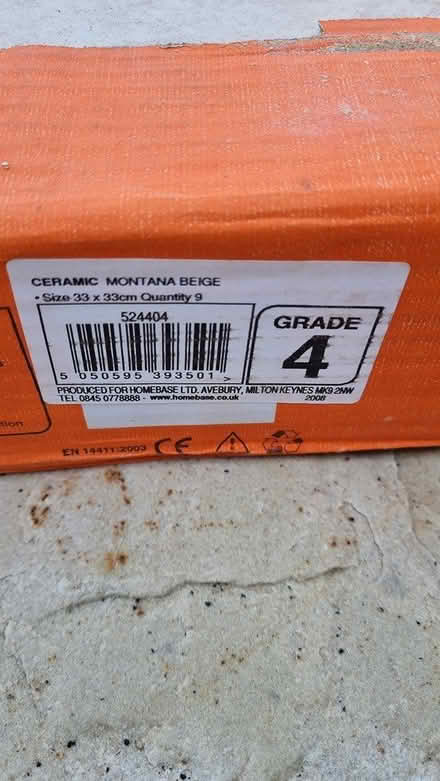 CERAMIC MONTANA BEIGE
• Size 33 x 33cm Quantity 9
524404
5 050595 393501 >
GRADE
4
PRODUCED FOR HOMEBASE LTD. AVEBURY, MILTON KEYNES MK9 2NW
TEL 0845 0778888 - www.homebase.co.uk
2008
EN 14411:2003 CE